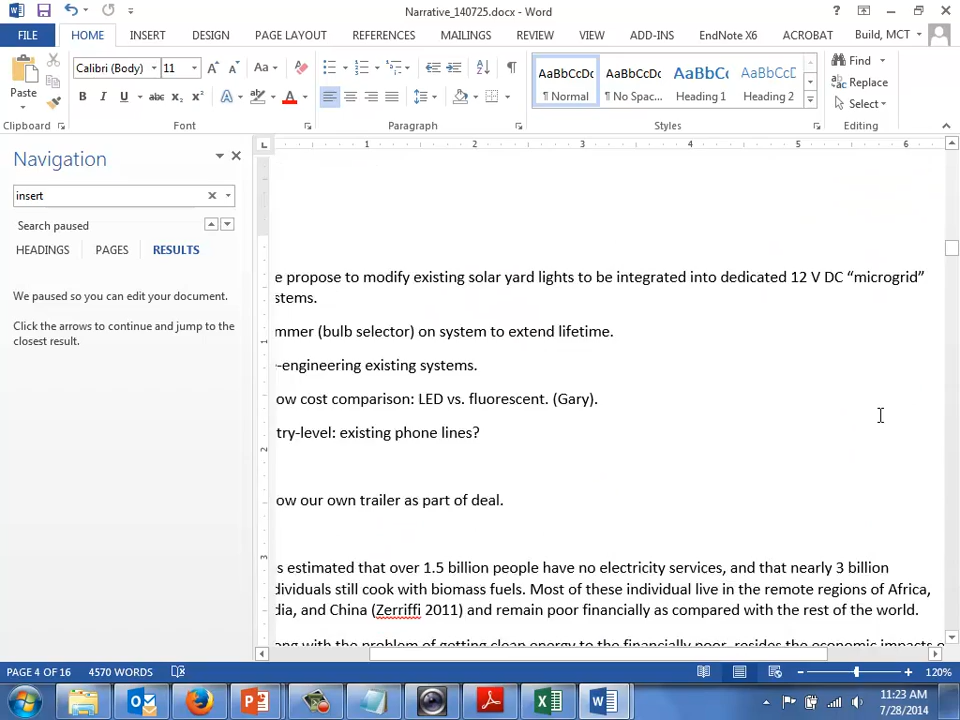 Narrative_140725.docx - Word
FILE HOME INSERT DESIGN PAGE LAYOUT REFERENCES MAILINGS REVIEW VIEW ADD-INS EndNote X6 ACROBAT Build, MCT
Calibri (Body) 11
Paste
AaBbCcDc AaBbCcDc AaBbC AaBbCcD
¶ Normal ¶ No Spac... Heading 1 Heading 2
Find
Replace
Select
Clipboard Font Paragraph Styles Editing
Navigation
insert
Search paused
HEADINGS PAGES RESULTS
We paused so you can edit your document.
Click the arrows to continue and jump to the
closest result.
1 2 3 4 5 6
e propose to modify existing solar yard lights to be integrated into dedicated 12 V DC “microgrid”
stems.
mmer (bulb selector) on system to extend lifetime.
-engineering existing systems.
ow cost comparison: LED vs. fluorescent. (Gary).
try-level: existing phone lines?
ow our own trailer as part of deal.
s estimated that over 1.5 billion people have no electricity services, and that nearly 3 billion
dividuals still cook with biomass fuels. Most of these individual live in the remote regions of Africa,
dia, and China (Zerriffi 2011) and remain poor financially as compared with the rest of the world.
ong with the problem of getting clean energy to the financially poor, resides the economic impacts o
PAGE 4 OF 16 4570 WORDS 120%
11:23 AM
7/28/2014